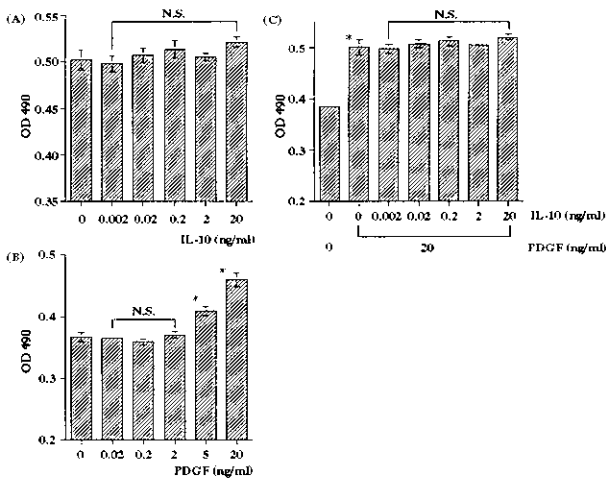 (A)
N.S.
0.55
0.50
0.45
0.40
0.35
OD 490
0 0.002 0.02 0.2 2 20
IL-10 (ng/ml)
(B)
N.S.
*
*
0.5
0.4
0.3
0.2
OD 490
0 0.02 0.2 2 5 20
PDGF (ng/ml)
(C)
N.S.
*
0.5
0.4
0.3
0.2
OD 490
0 0 0.002 0.02 0.2 2 20 IL-10 (ng/ml)
0 20 PDGF (ng/ml)